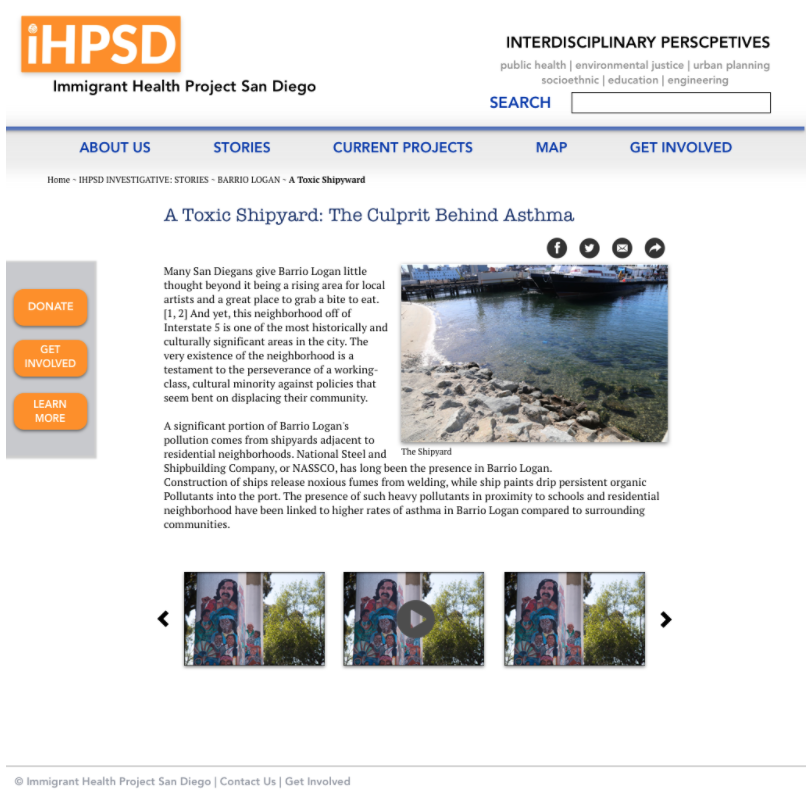 iHPSD
Immigrant Health Project San Diego
INTERDISCIPLINARY PERSCPETIVES
public health | environmental justice | urban planning
socioethnic | education | engineering
SEARCH
ABOUT US
STORIES
CURRENT PROJECTS
MAP
GET INVOLVED
Home ~ IHPSD INVESTIGATIVE: STORIES ~ BARRIO LOGAN ~ A Toxic Shipyward
A Toxic Shipyard: The Culprit Behind Asthma
DONATE
GET
INVOLVED
LEARN
MORE
Many San Diegans give Barrio Logan little
thought beyond it being a rising area for local
artists and a great place to grab a bite to eat.
[1, 2] And yet, this neighborhood off of
Interstate 5 is one of the most historically and
culturally significant areas in the city. The
very existence of the neighborhood is a
testament to the perseverance of a working-
class, cultural minority against policies that
seem bent on displacing their community.
A significant portion of Barrio Logan's
pollution comes from shipyards adjacent to
residential neighborhoods. National Steel and
Shipbuilding Company, or NASSCO, has long been the presence in Barrio Logan.
Construction of ships release noxious fumes from welding, while ship paints drip persistent organic
Pollutants into the port. The presence of such heavy pollutants in proximity to schools and residential
neighborhood have been linked to higher rates of asthma in Barrio Logan compared to surrounding
communities.
The Shipyard
© Immigrant Health Project San Diego | Contact Us | Get Involved